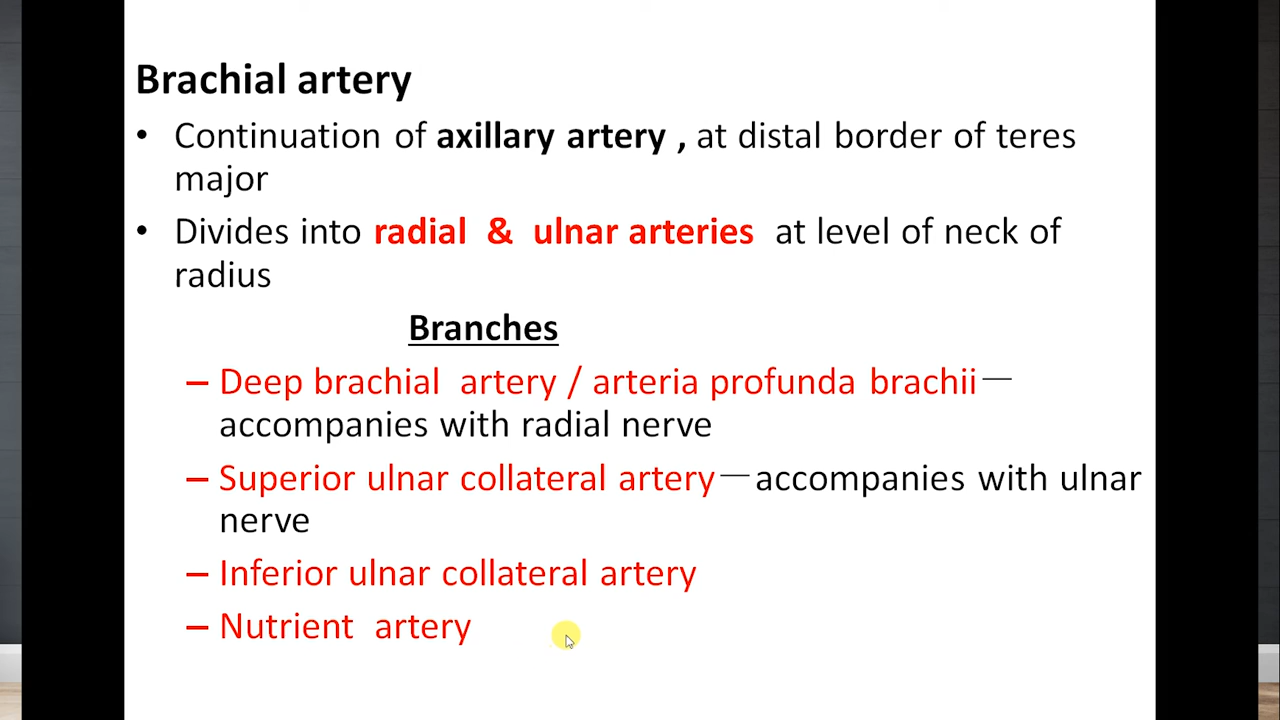 Brachial artery
• Continuation of axillary artery , at distal border of teres
major
• Divides into radial & ulnar arteries at level of neck of
radius
Branches
– Deep brachial artery / arteria profunda brachii—
accompanies with radial nerve
– Superior ulnar collateral artery—accompanies with ulnar
nerve
– Inferior ulnar collateral artery
– Nutrient artery